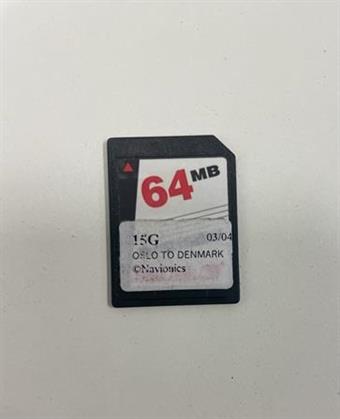 64MB
15G 03/04
OSLO TO DENMARK
©Navionics